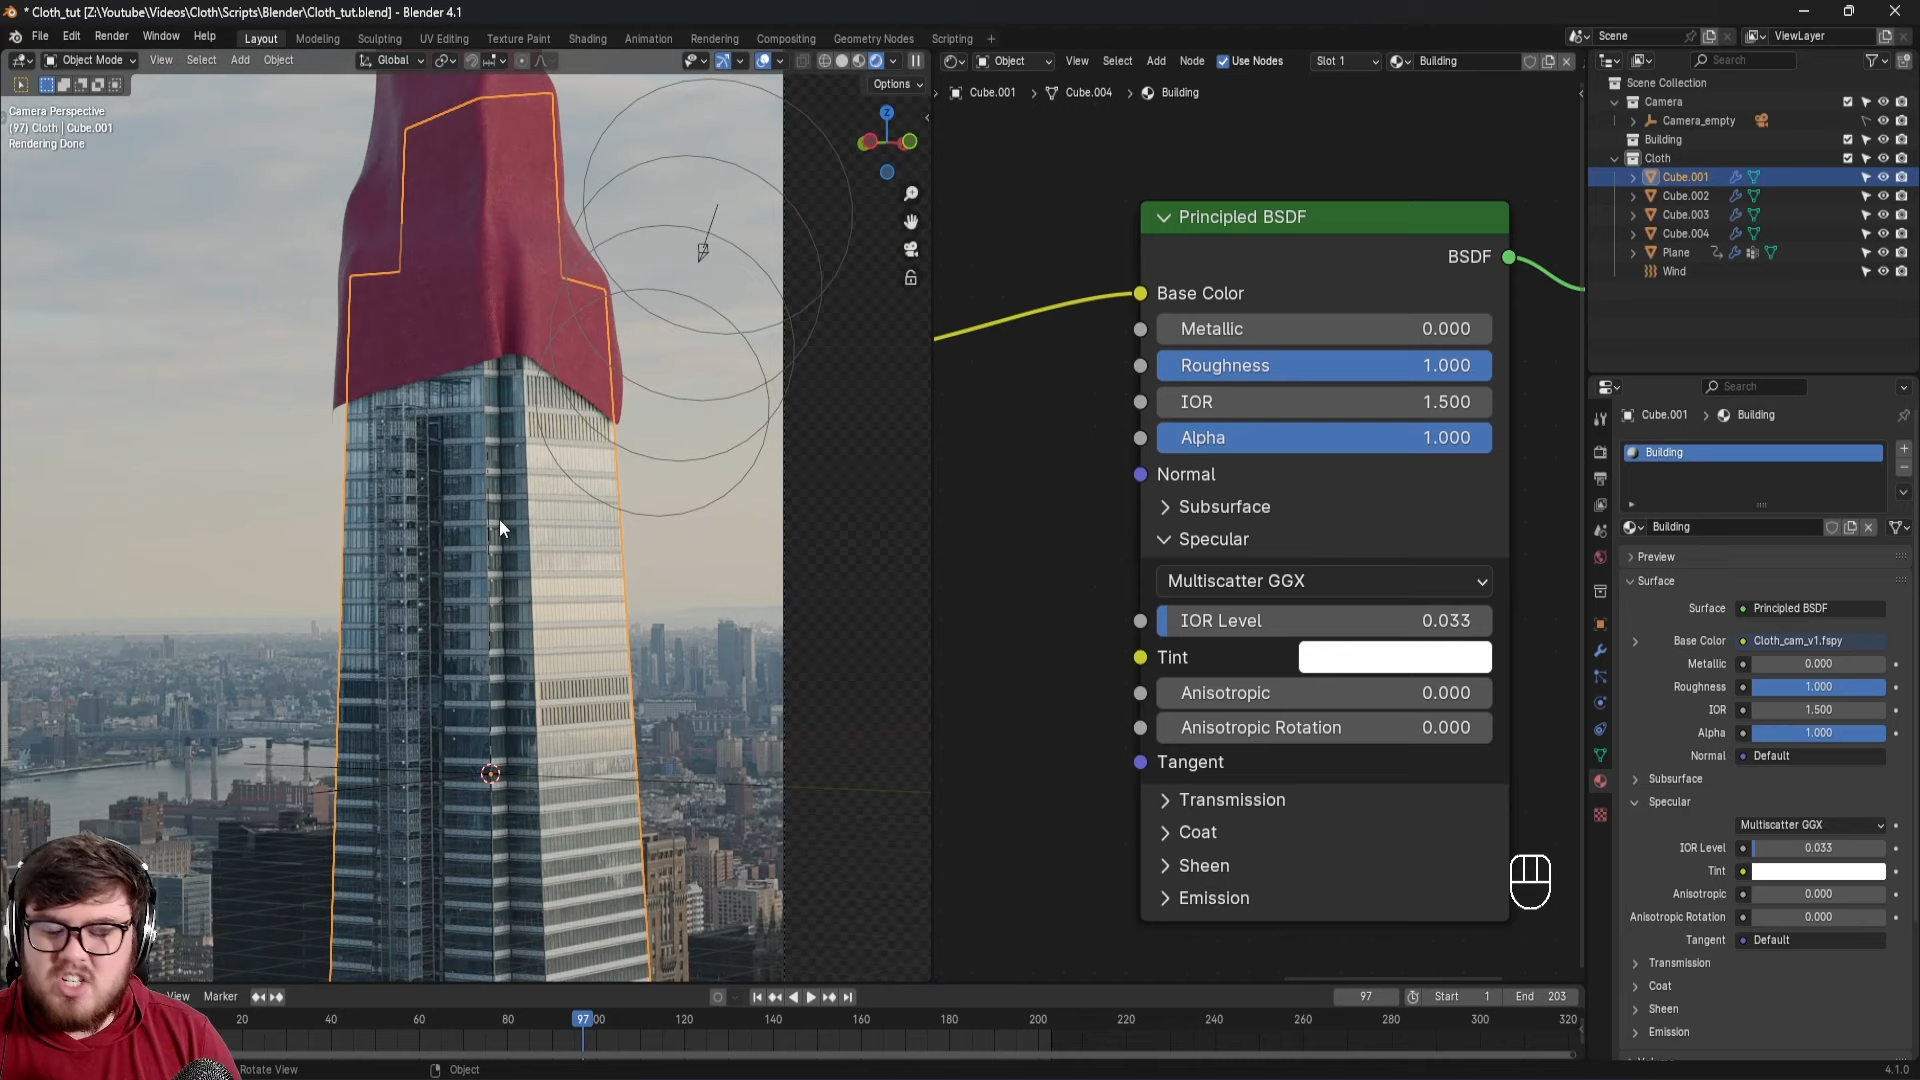 * Cloth_tut [Z:\Youtube\Videos\Cloth\Scripts\Blender\Cloth_tut.blend] - Blender 4.1
File Edit Render Window Help Layout Modeling Sculpting UV Editing Texture Paint Shading Animation Rendering Compositing Geometry Nodes Scripting + Scene ViewLayer
Object Mode View Select Add Object Global Object View Select Add Node Use Nodes Slot 1 Building Search
Options
Camera Perspective
(97) Cloth | Cube.001
Rendering Done
Z
Cube.001 > Cube.004 > Building
Scene Collection
Camera
Camera_empty
Building
Cloth
Cube.001
Cube.002
Cube.003
Cube.004
Plane
Wind
Principled BSDF
BSDF
Base Color
Metallic 0.000
Roughness 1.000
IOR 1.500
Alpha 1.000
Normal
Subsurface
Specular
Multiscatter GGX
IOR Level 0.033
Tint
Anisotropic 0.000
Anisotropic Rotation 0.000
Tangent
Transmission
Coat
Sheen
Emission
Search
Cube.001 > Building
Building
Building
Preview
Surface
Surface Principled BSDF
Base Color Cloth_cam_v1.fspy
Metallic 0.000
Roughness 1.000
IOR 1.500
Alpha 1.000
Normal Default
Subsurface
Specular
Multiscatter GGX
IOR Level 0.033
Tint
Anisotropic 0.000
Anisotropic Rotation 0.000
Tangent Default
Transmission
Coat
Sheen
Emission
View Marker 97 Start 1 End 203
20 40 60 80 97 100 120 140 160 180 200 220 240 260 280 300 320
Rotate View Object 4.1.0